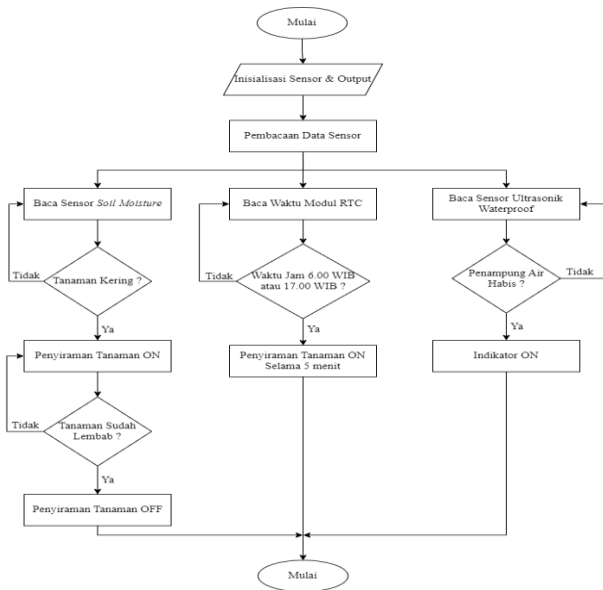 Mulai
Inisialisasi Sensor & Output
Pembacaan Data Sensor
Baca Sensor Soil Moisture
Tidak
Tanaman Kering ?
Ya
Penyiraman Tanaman ON
Tidak
Tanaman Sudah
Lembab ?
Ya
Penyiraman Tanaman OFF
Baca Waktu Modul RTC
Tidak
Waktu Jam 6.00 WIB
atau 17.00 WIB ?
Ya
Penyiraman Tanaman ON
Selama 5 menit
Baca Sensor Ultrasonik
Waterproof
Penampung Air
Habis ?
Tidak
Ya
Indikator ON
Mulai